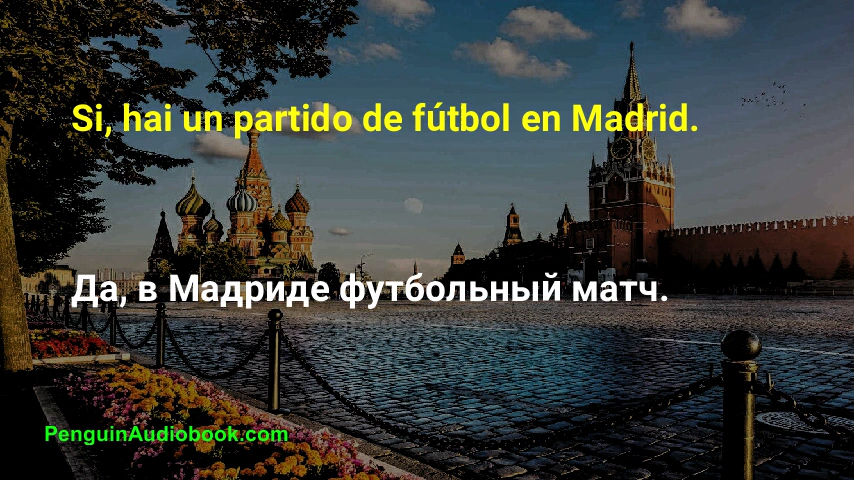 Si, hai un partido de fútbol en Madrid.
Да, в Мадриде футбольный матч.
PenguinAudiobook.com